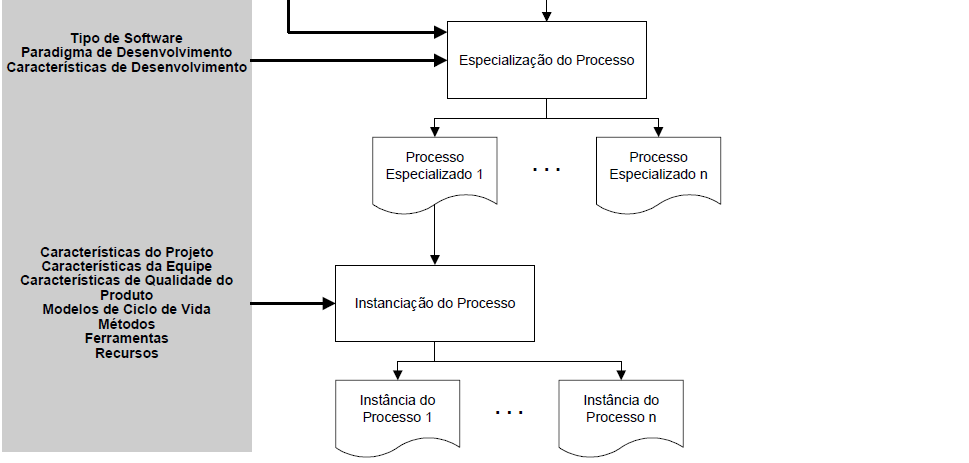 Tipo de Software
Paradigma de Desenvolvimento
Características de Desenvolvimento
Especialização do Processo
Processo
Especializado 1
. . .
Processo
Especializado n
Características do Projeto
Características da Equipe
Características de Qualidade do
Produto
Modelos de Ciclo de Vida
Métodos
Ferramentas
Recursos
Instanciação do Processo
Instância do
Processo 1
. . .
Instância do
Processo n